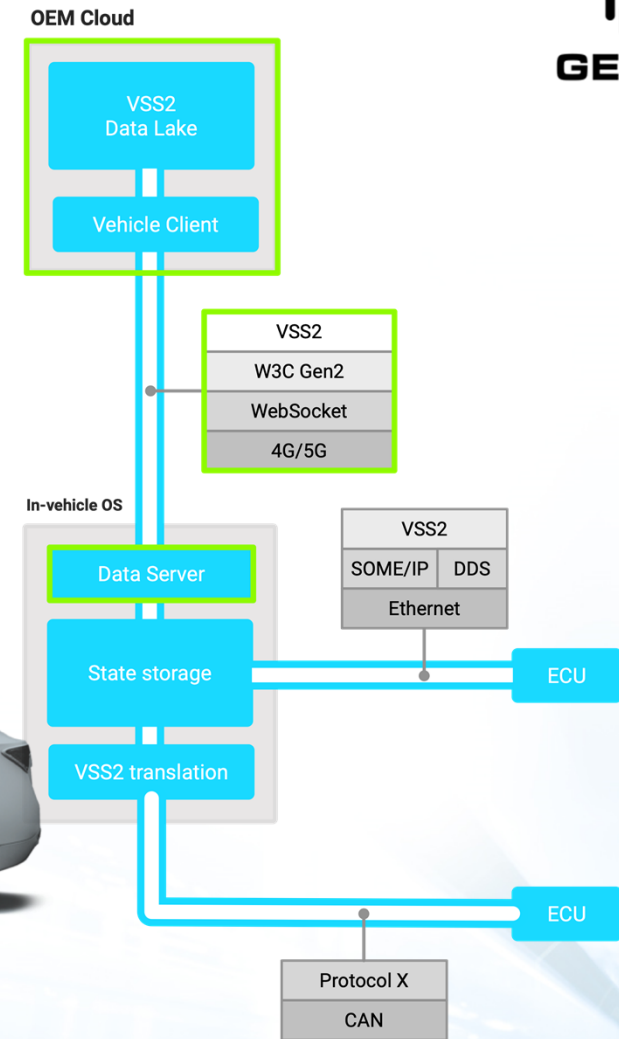 OEM Cloud
GE
VSS2
Data Lake
Vehicle Client
VSS2
W3C Gen2
WebSocket
4G/5G
In-vehicle OS
VSS2
SOME/IP DDS
Ethernet
Data Server
State storage
ECU
VSS2 translation
ECU
Protocol X
CAN